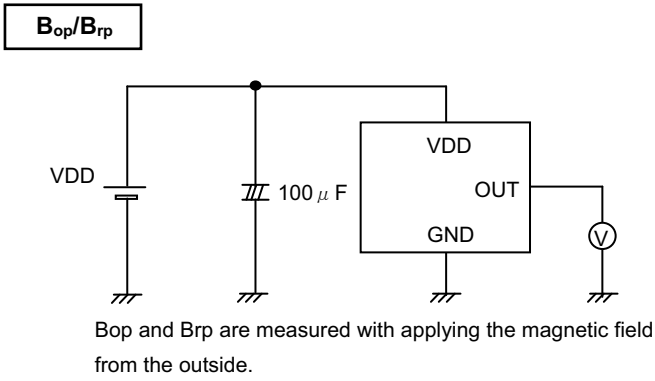 Bop/Brp
VDD
100 μ F
VDD
OUT
GND
V
Bop and Brp are measured with applying the magnetic field
from the outside.